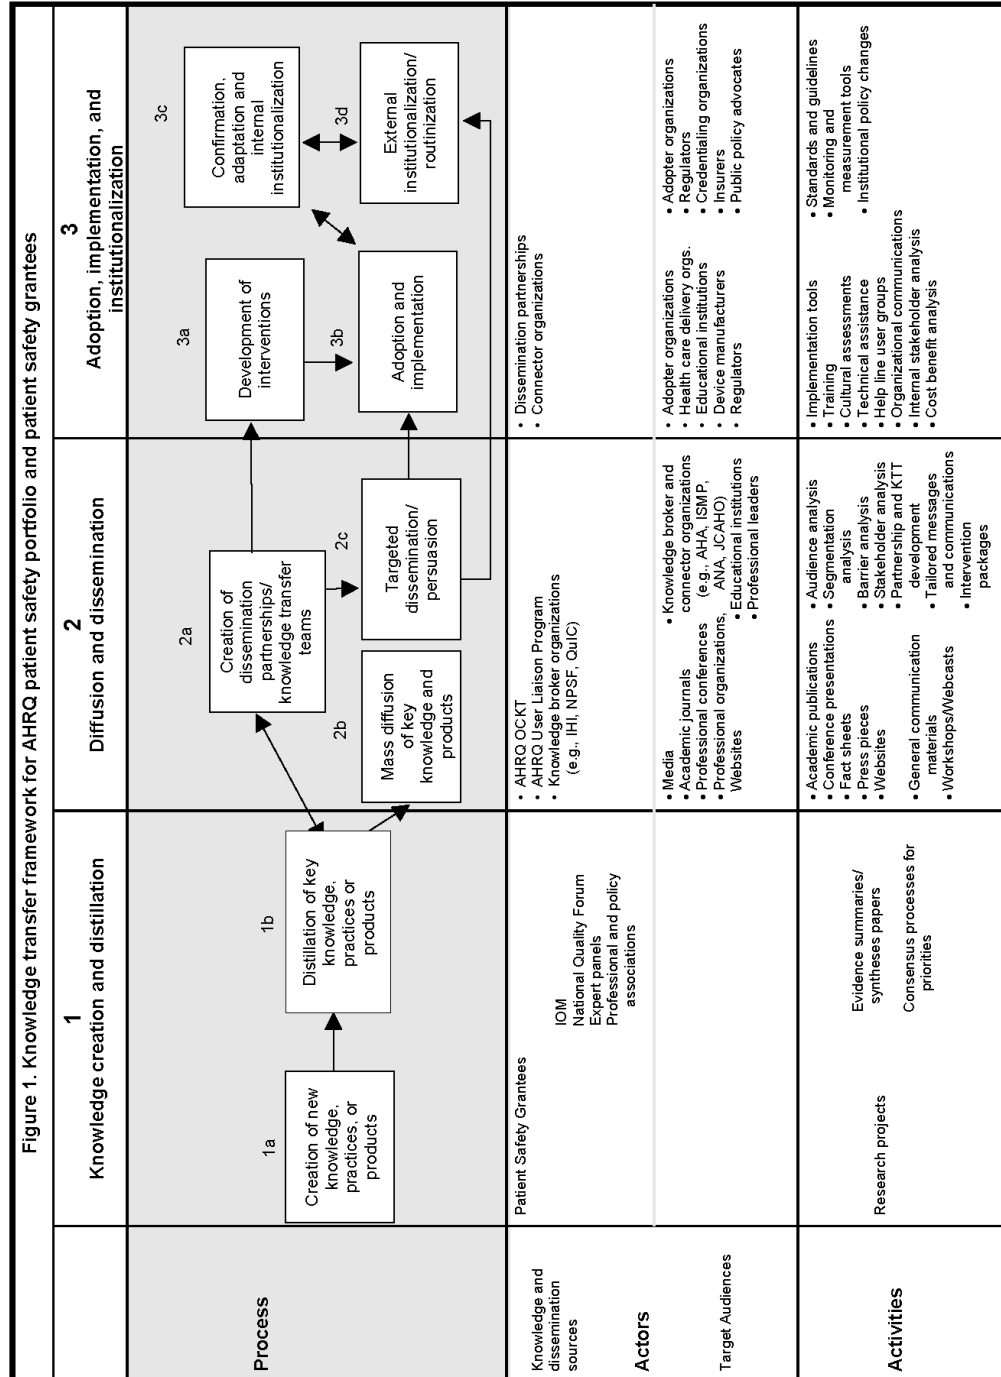 Figure 1. Knowledge transfer framework for AHRQ patient safety portfolio and patient safety grantees
1
Knowledge creation and distillation
2
Diffusion and dissemination
3
Adoption, implementation, and
institutionalization
Process
1a
Creation of new
knowledge,
practices, or
products
1b
Distillation of key
knowledge,
practices or
products
2a
Creation of
dissemination
partnerships/
knowledge transfer
teams
2b
Mass diffusion
of key
knowledge and
products
2c
Targeted
dissemination/
persuasion
3a
Development of
interventions
3b
Adoption and
implementation
3c
Confirmation,
adaptation and
internal
institutionalization
3d
External
institutionalization/
routinization
Actors
Knowledge and
dissemination
sources
Patient Safety Grantees
IOM
National Quality Forum
Expert panels
Professional and policy
associations
• AHRQ OCKT
• AHRQ User Liaison Program
• Knowledge broker organizations
(e.g., IHI, NPSF, QuIC)
• Dissemination partnerships
• Connector organizations
Target Audiences
• Media
• Academic journals
• Professional conferences
• Professional organizations,
Websites
• Knowledge broker and
connector organizations
(e.g., AHA, ISMP,
ANA, JCAHO)
• Educational institutions
• Professional leaders
• Adopter organizations
• Health care delivery orgs.
• Educational institutions
• Device manufacturers
• Regulators
• Adopter organizations
• Regulators
• Credentialing organizations
• Insurers
• Public policy advocates
Activities
Research projects
Evidence summaries/
syntheses papers
Consensus processes for
priorities
• Academic publications
• Conference presentations
• Fact sheets
• Press pieces
• Websites
• General communication
materials
• Workshops/Webcasts
• Audience analysis
• Segmentation
analysis
• Barrier analysis
• Stakeholder analysis
• Partnership and KTT
development
• Tailored messages
and communications
• Intervention
packages
• Implementation tools
• Training
• Cultural assessments
• Technical assistance
• Help line user groups
• Organizational communications
• Internal stakeholder analysis
• Cost benefit analysis
• Standards and guidelines
• Monitoring and
measurement tools
• Institutional policy changes